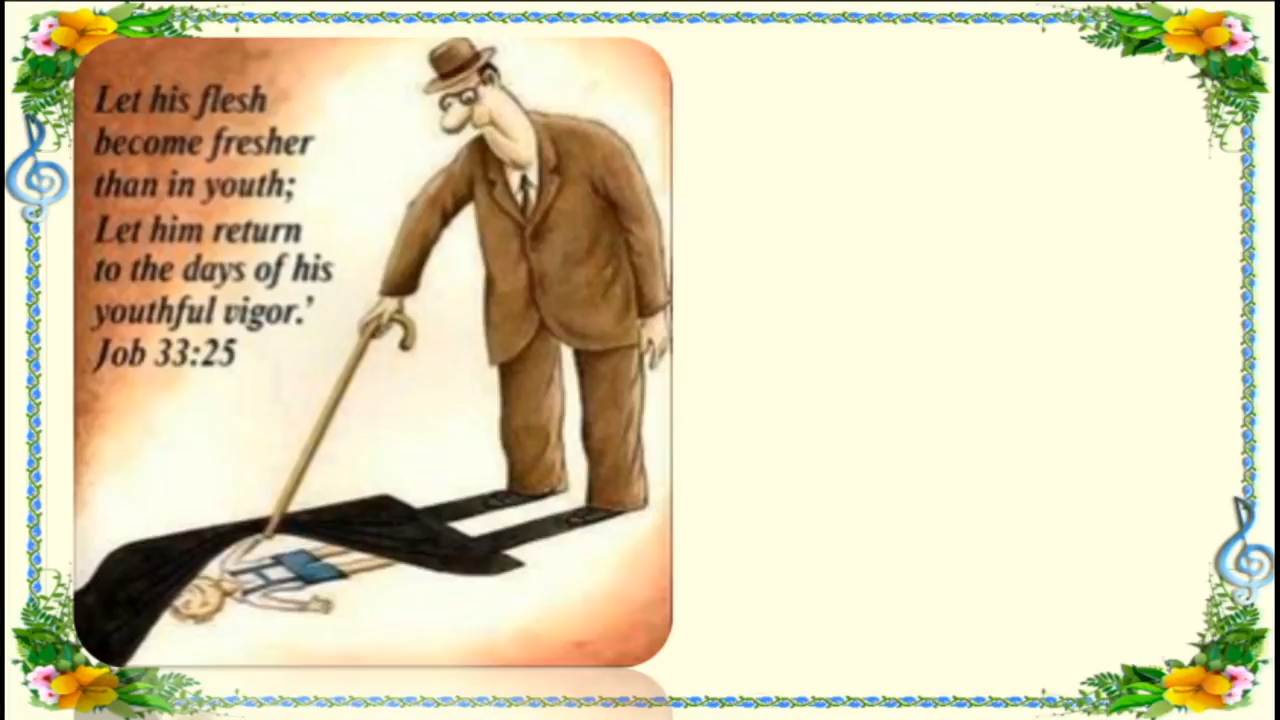 Let his flesh
become fresher
than in youth;
Let him return
to the days of his
youthful vigor.’
Job 33:25